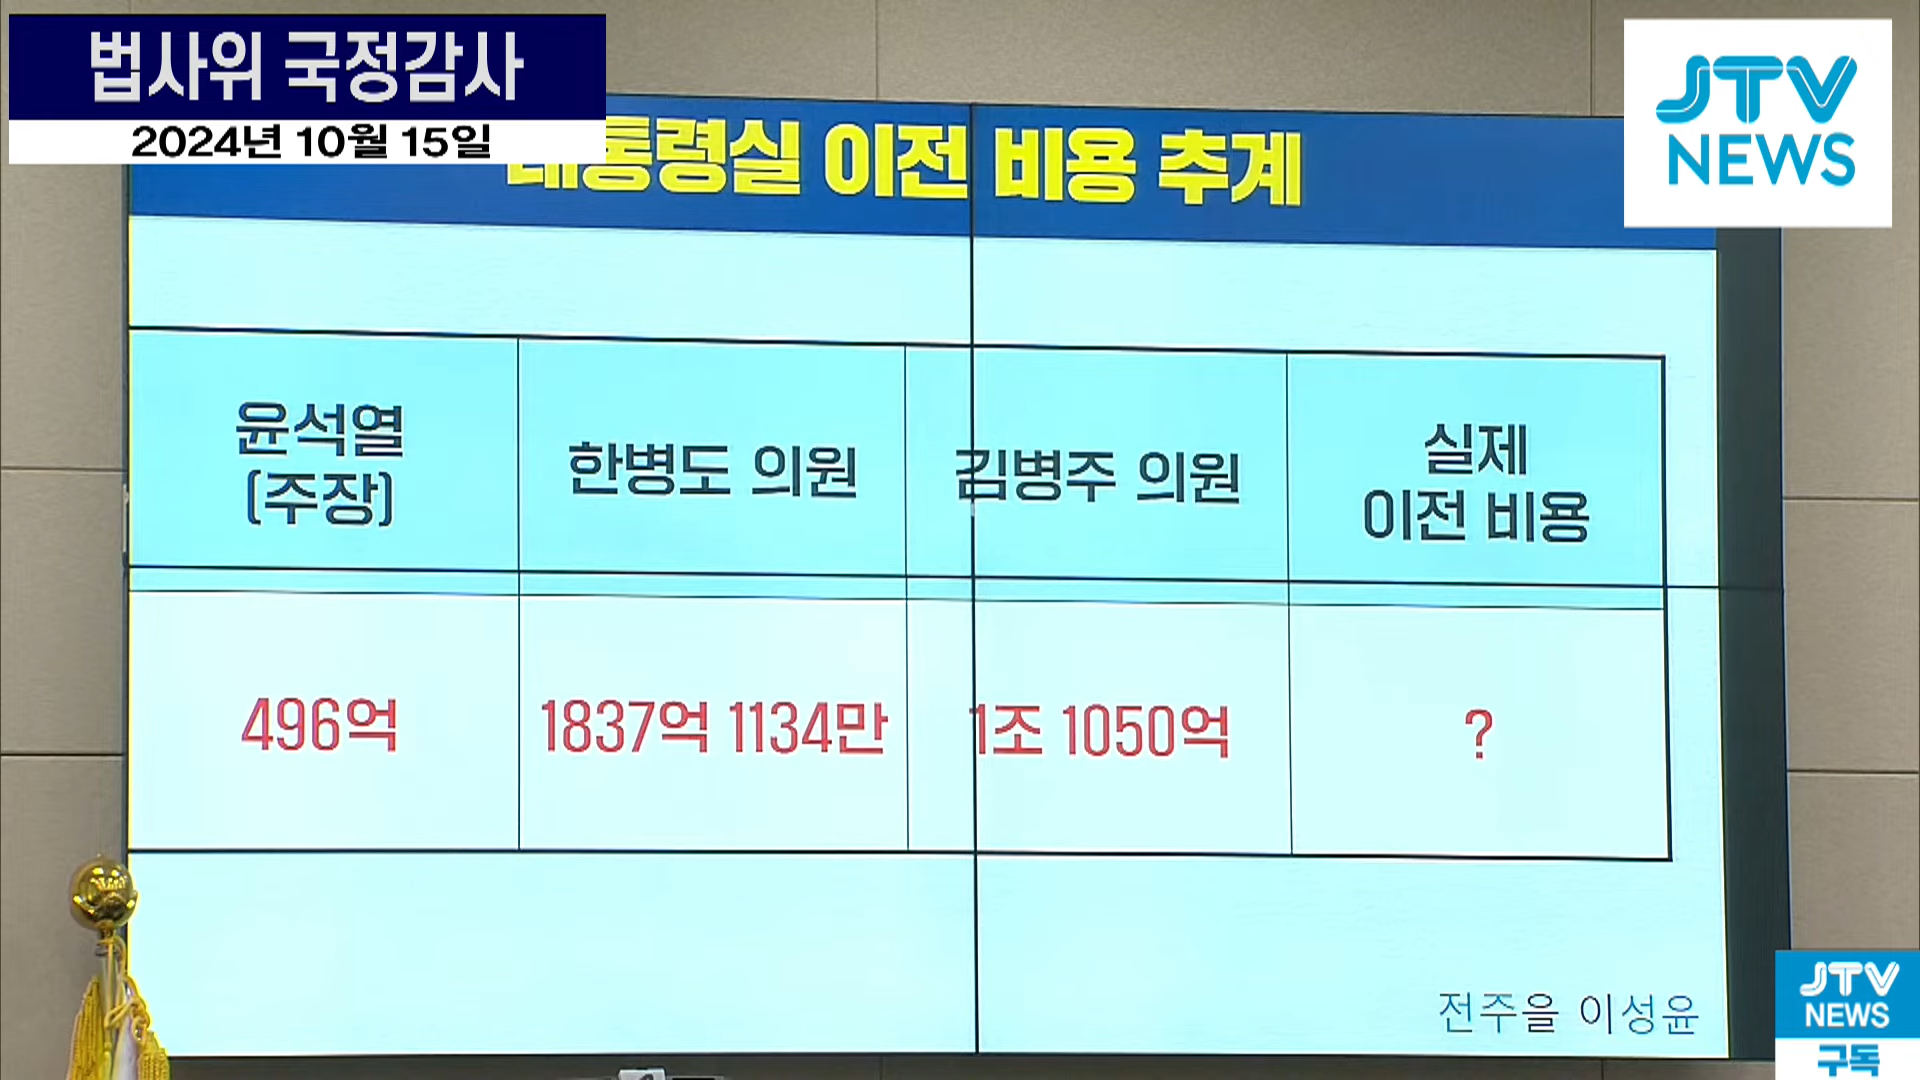 법사위 국정감사
2024년 10월 15일
JTV
NEWS
대통령실 이전 비용 추계
윤석열
(주장)
한병도 의원
김병주 의원
실제
이전 비용
496억
1837억 1134만
1조 1050억
?
전주을 이성윤
JTV
NEWS
구독